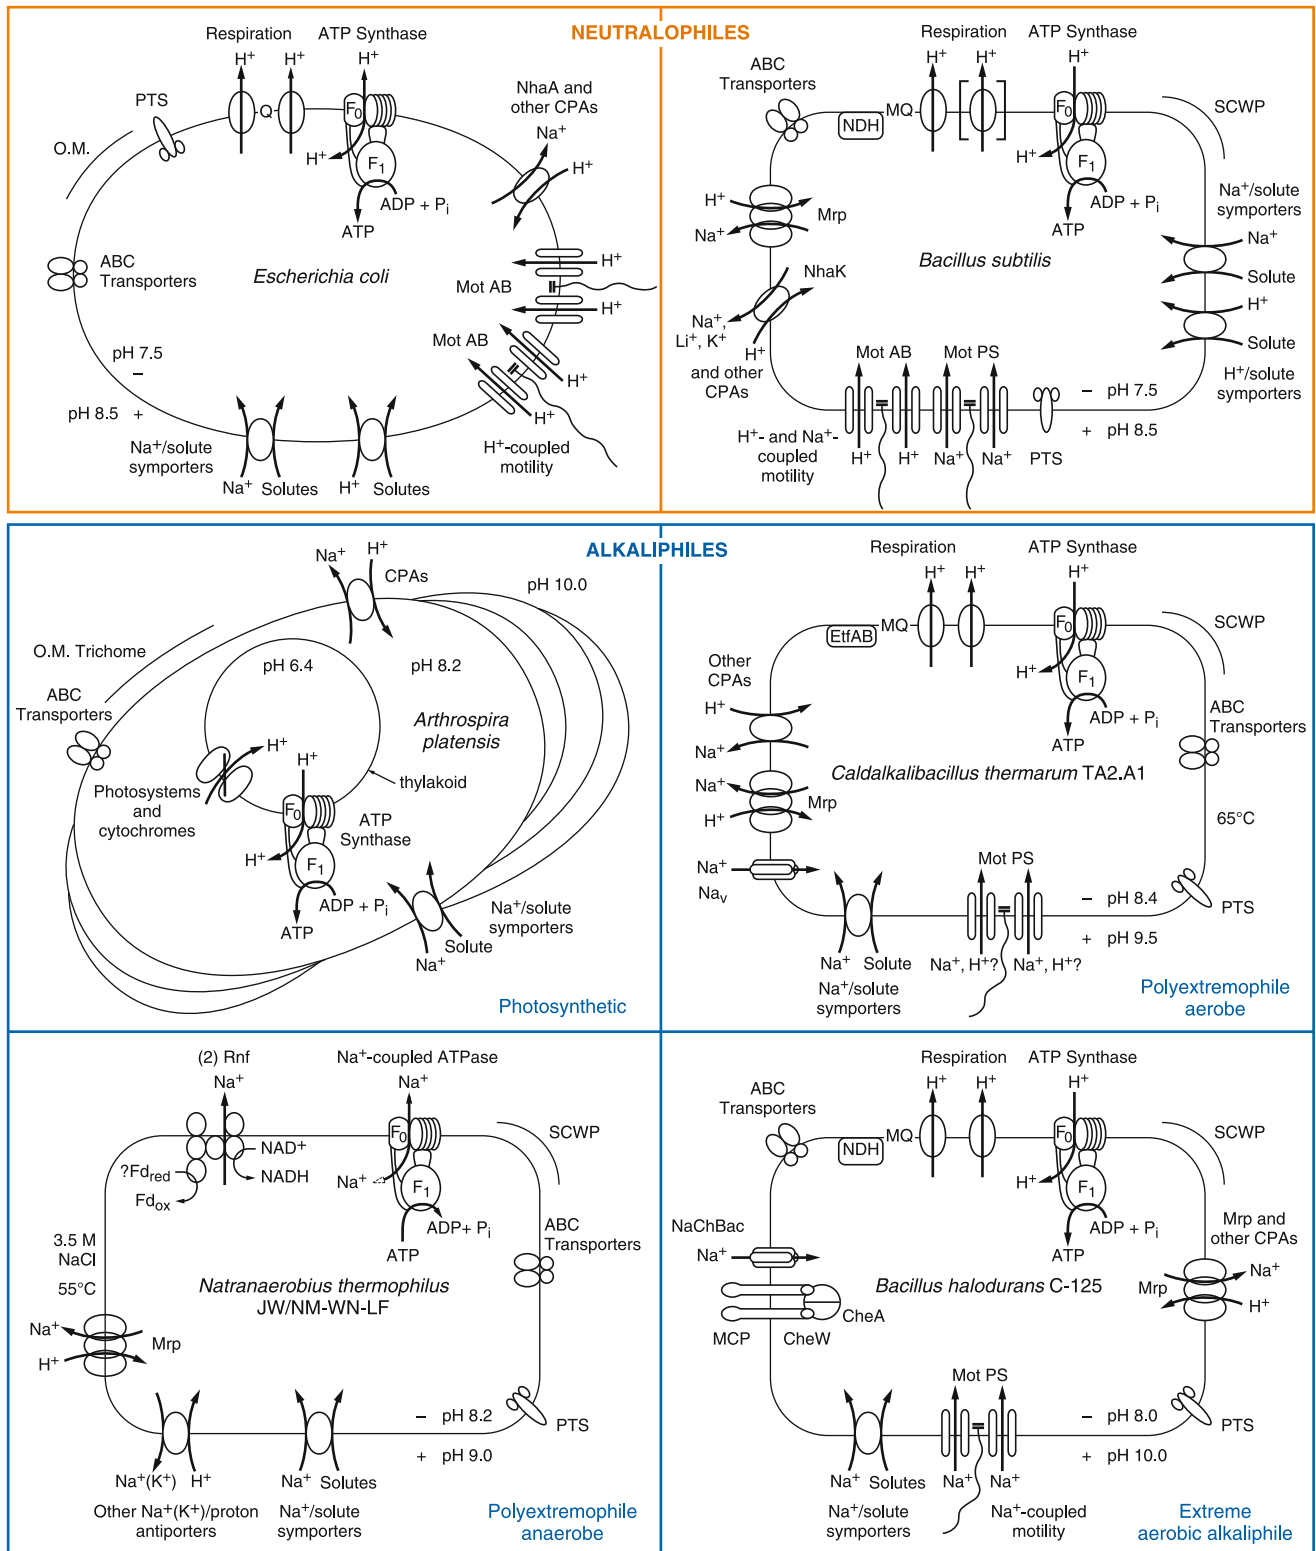 NEUTRALOPHILES
Respiration
ATP Synthase
H⁺
H⁺
H⁺
PTS
Q
F₀
NhaA and
other CPAs
Na⁺
H⁺
O.M.
H⁺
F₁
ADP + Pᵢ
ATP
ABC
Transporters
Escherichia coli
H⁺
Mot AB
H⁺
Mot AB
H⁺
H⁺
pH 7.5
−
pH 8.5 +
Na⁺/solute
symporters
Na⁺ Solutes
H⁺ Solutes
H⁺-coupled
motility
ABC
Transporters
Respiration
ATP Synthase
H⁺
H⁺
H⁺
NDH
MQ
F₀
SCWP
H⁺
F₁
ADP + Pᵢ
ATP
H⁺
Na⁺
Mrp
Na⁺/solute
symporters
Na⁺
Solute
H⁺
Solute
H⁺/solute
symporters
Bacillus subtilis
NhaK
Na⁺,
Li⁺, K⁺
H⁺
and other
CPAs
Mot AB
Mot PS
− pH 7.5
+ pH 8.5
H⁺- and Na⁺-
coupled
motility
H⁺
H⁺
Na⁺
Na⁺
PTS
ALKALIPHILES
Na⁺
H⁺
CPAs
pH 10.0
O.M. Trichome
pH 6.4
pH 8.2
ABC
Transporters
Arthrospira
platensis
H⁺
H⁺
thylakoid
Photosystems
and
cytochromes
F₀
ATP
Synthase
H⁺
F₁
ADP + Pᵢ
ATP
Na⁺/solute
symporters
Solute
Na⁺
Photosynthetic
Respiration
ATP Synthase
H⁺
H⁺
H⁺
EtfAB
MQ
F₀
SCWP
H⁺
F₁
ADP + Pᵢ
ATP
Other
CPAs
H⁺
Na⁺
ABC
Transporters
Caldalkalibacillus thermarum TA2.A1
Na⁺
H⁺
Mrp
65°C
Na⁺
Naᵥ
Mot PS
− pH 8.4
+ pH 9.5
PTS
Na⁺ Solute
Na⁺/solute
symporters
Na⁺, H⁺?
Na⁺, H⁺?
Polyextremophile
aerobe
(2) Rnf
Na⁺
Na⁺-coupled ATPase
Na⁺
F₀
SCWP
NAD⁺
NADH
?Fd_red
Fd_ox
Na⁺
F₁
ADP+ Pᵢ
ATP
ABC
Transporters
3.5 M
NaCl
55°C
Natranaerobius thermophilus
JW/NM-WN-LF
Na⁺
H⁺
Mrp
− pH 8.2
+ pH 9.0
PTS
Na⁺(K⁺) H⁺
Other Na⁺(K⁺)/proton
antiporters
Na⁺ Solutes
Na⁺/solute
symporters
Polyextremophile
anaerobe
ABC
Transporters
Respiration
ATP Synthase
H⁺
H⁺
H⁺
NDH
MQ
F₀
SCWP
H⁺
F₁
ADP + Pᵢ
ATP
NaChBac
Na⁺
Mrp and
other CPAs
Na⁺
Mrp
H⁺
Bacillus halodurans C-125
CheA
MCP
CheW
Mot PS
− pH 8.0
+ pH 10.0
PTS
Na⁺ Solutes
Na⁺/solute
symporters
Na⁺
Na⁺
Na⁺-coupled
motility
Extreme
aerobic alkaliphile